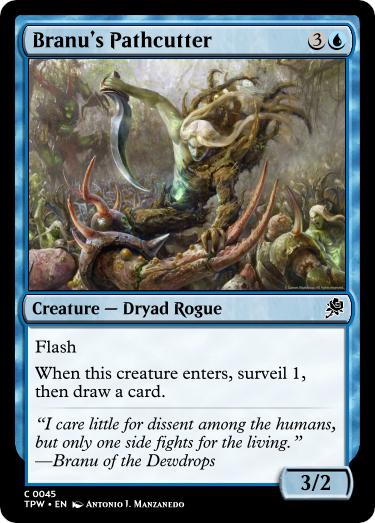 Branu's Pathcutter 3
Creature — Dryad Rogue
Flash
When this creature enters, surveil 1,
then draw a card.
“I care little for dissent among the humans,
but only one side fights for the living.”
—Branu of the Dewdrops
3/2
C 0045
TPW • EN Antonio J. Manzanedo